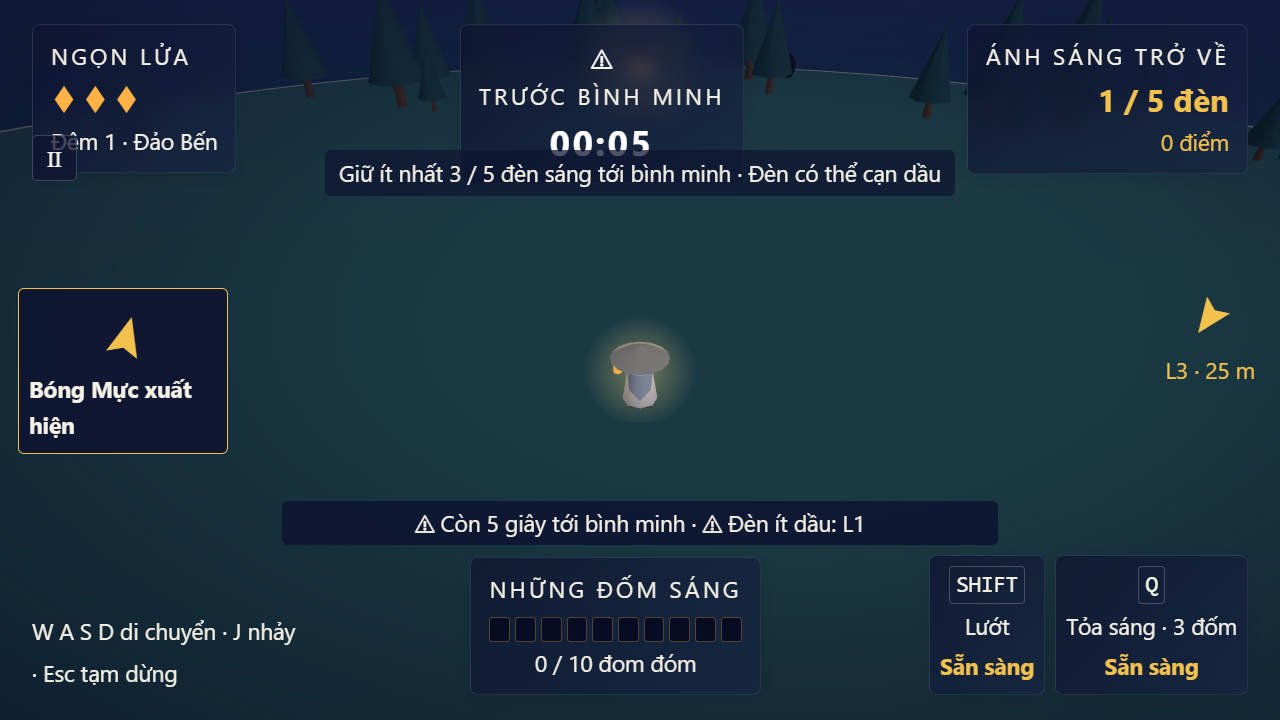 NGỌN LỬA
Đêm 1 · Đảo Bến
II
⚠
TRƯỚC BÌNH MINH
00:05
ÁNH SÁNG TRỞ VỀ
1 / 5 đèn
0 điểm
Giữ ít nhất 3 / 5 đèn sáng tới bình minh · Đèn có thể cạn dầu
Bóng Mực xuất
hiện
L3 · 25 m
⚠ Còn 5 giây tới bình minh · ⚠ Đèn ít dầu: L1
W A S D di chuyển · J nhảy
· Esc tạm dừng
NHỮNG ĐỐM SÁNG
0 / 10 đom đóm
SHIFT
Lướt
Sẵn sàng
Q
Tỏa sáng · 3 đốm
Sẵn sàng